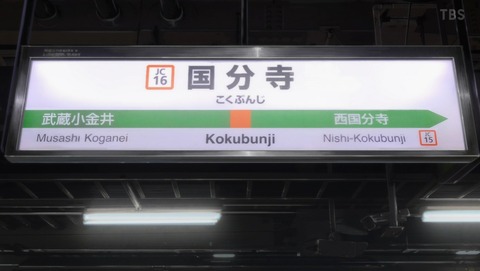 TBS
JC
16
国分寺
こくぶんじ
武蔵小金井
西国分寺
Musashi Koganei
Kokubunji
Nishi-Kokubunji
JC
15